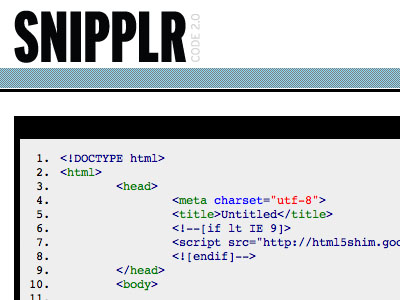 SNIPPLR
CODE 2.0
1. <!DOCTYPE html>
2. <html>
3. <head>
4. <meta charset="utf-8">
5. <title>Untitled</title>
6. <!--[if lt IE 9]>
7. <script src="http://html5shim.goo
8. <![endif]-->
9. </head>
10. <body>
11.